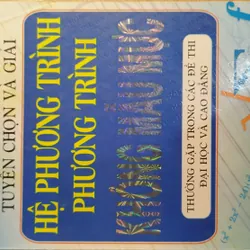 TUYỂN CHỌN VÀ GIẢI
HỆ PHƯƠNG TRÌNH
PHƯƠNG TRÌNH
KHÔNG MẪU MỰC
THƯỜNG GẶP TRONG CÁC ĐỀ THI
ĐẠI HỌC VÀ CAO ĐẲNG